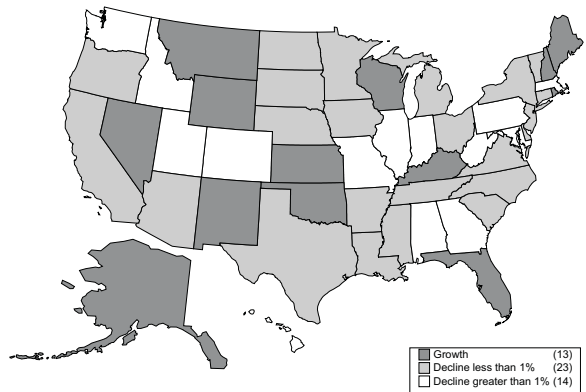 Growth (13)
Decline less than 1% (23)
Decline greater than 1% (14)